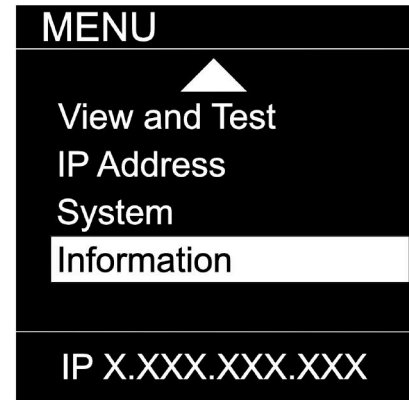 MENU
View and Test
IP Address
System
Information
IP X.XXX.XXX.XXX